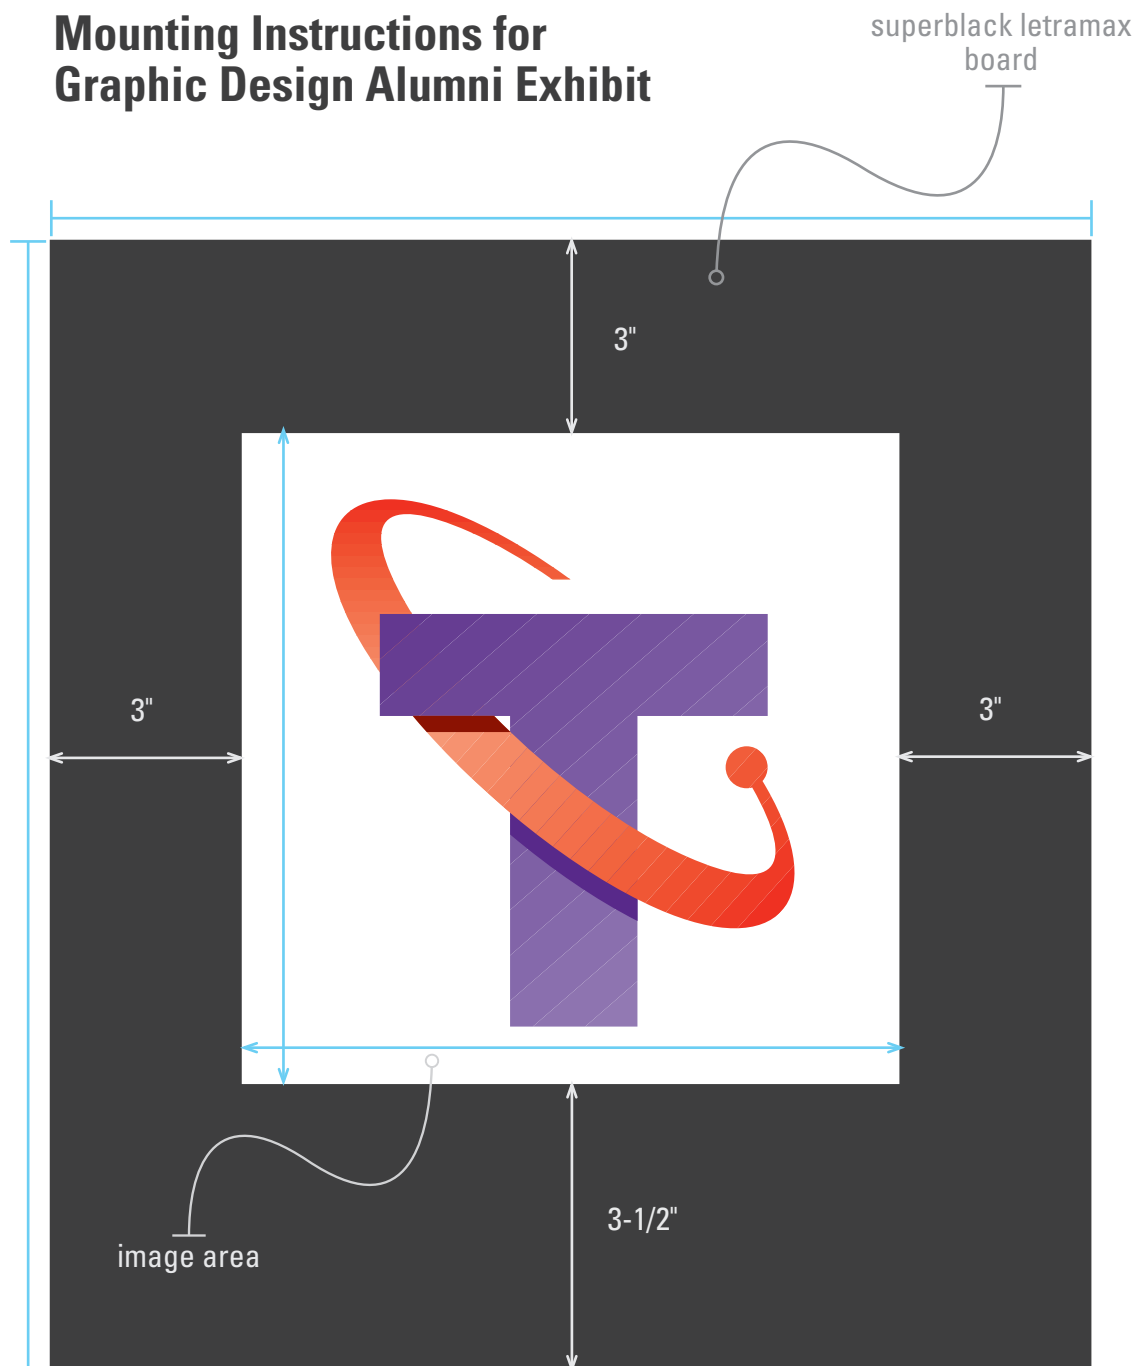 Mounting Instructions for
Graphic Design Alumni Exhibit
superblack letramax
board
3"
3"
3"
3-1/2"
image area